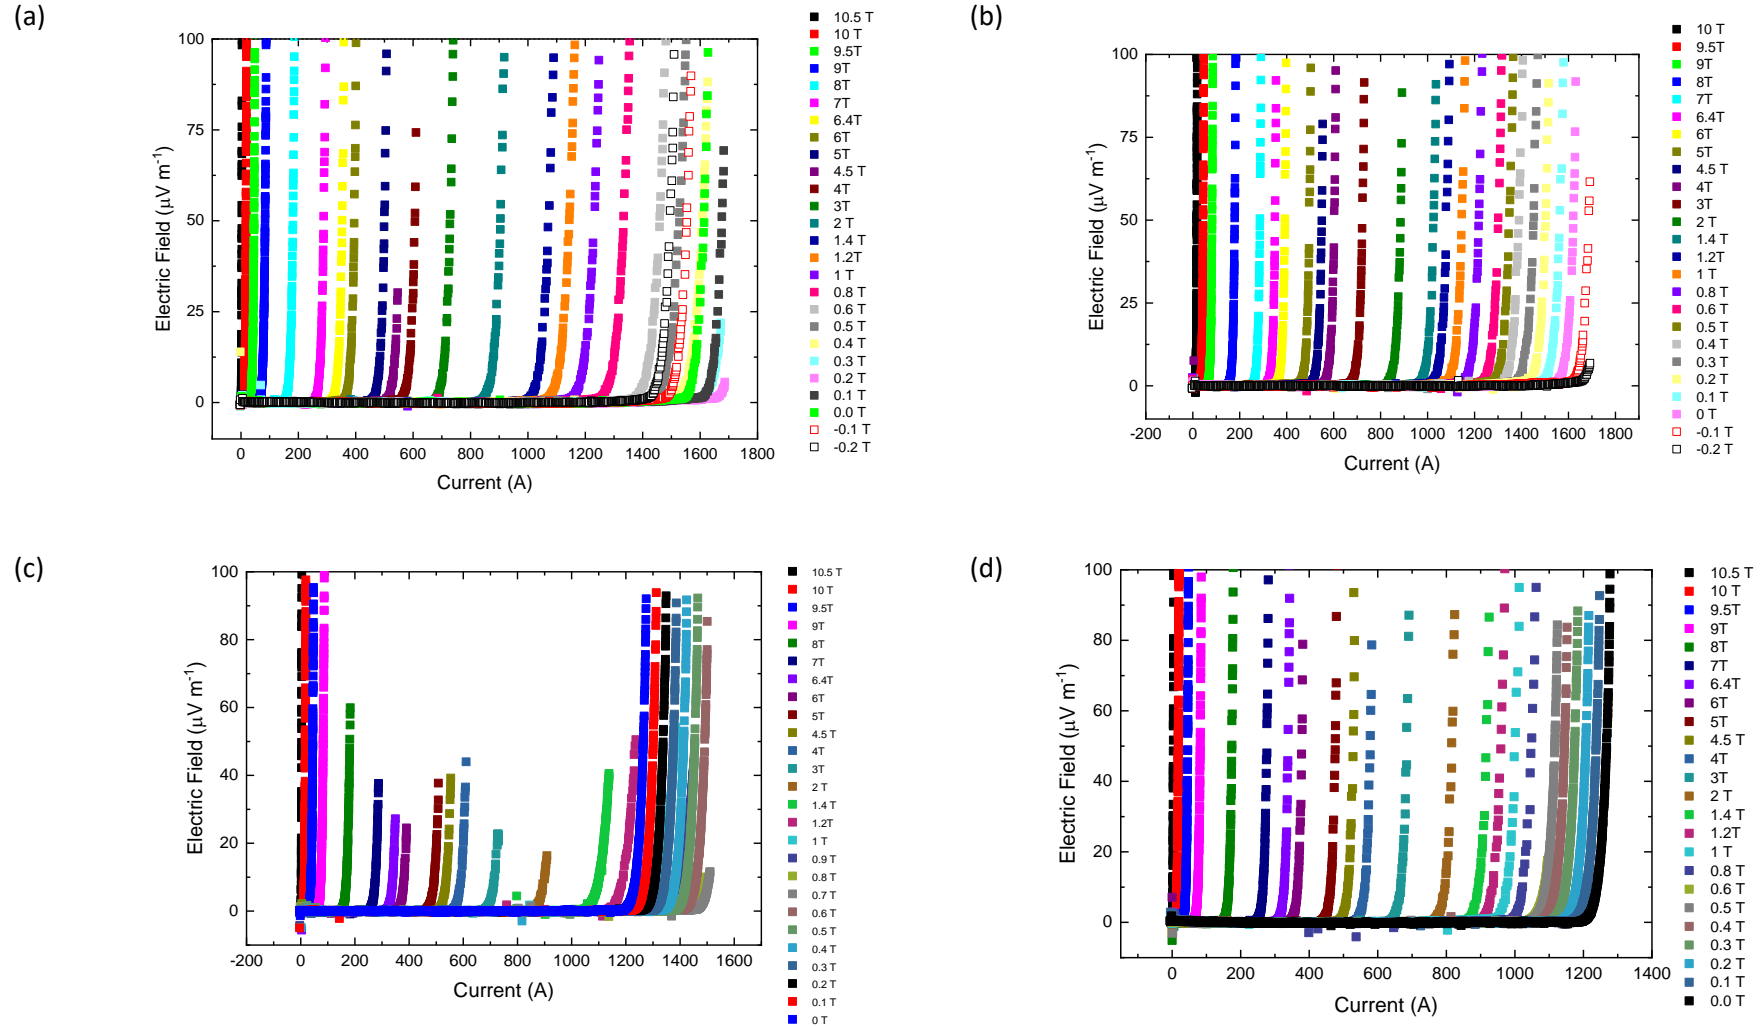 (a)
100
75
50
25
0
Electric Field (μV m⁻¹)
0 200 400 600 800 1000 1200 1400 1600 1800
Current (A)
10.5 T
10 T
9.5T
9T
8T
7T
6.4T
6T
5T
4.5 T
4T
3T
2 T
1.4 T
1.2T
1 T
0.8 T
0.6 T
0.5 T
0.4 T
0.3 T
0.2 T
0.1 T
0.0 T
-0.1 T
-0.2 T
(b)
100
75
50
25
0
Electric Field (μV m⁻¹)
-200 0 200 400 600 800 1000 1200 1400 1600 1800
Current (A)
10 T
9.5T
9T
8T
7T
6.4T
6T
5T
4.5 T
4T
3T
2 T
1.4 T
1.2T
1 T
0.8 T
0.6 T
0.5 T
0.4 T
0.3 T
0.2 T
0.1 T
0 T
-0.1 T
-0.2 T
(c)
100
80
60
40
20
0
Electric Field (μV m⁻¹)
-200 0 200 400 600 800 1000 1200 1400 1600
Current (A)
10.5 T
10 T
9.5T
9T
8T
7T
6.4T
6T
5T
4.5 T
4T
3T
2 T
1.4 T
1.2T
1 T
0.9 T
0.8 T
0.7 T
0.6 T
0.5 T
0.4 T
0.3 T
0.2 T
0.1 T
0 T
(d)
100
80
60
40
20
0
Electric Field (μV m⁻¹)
0 200 400 600 800 1000 1200 1400
Current (A)
10.5 T
10 T
9.5T
9T
8T
7T
6.4T
6T
5T
4.5 T
4T
3T
2 T
1.4 T
1.2T
1 T
0.8 T
0.6 T
0.5 T
0.4 T
0.3 T
0.2 T
0.1 T
0.0 T